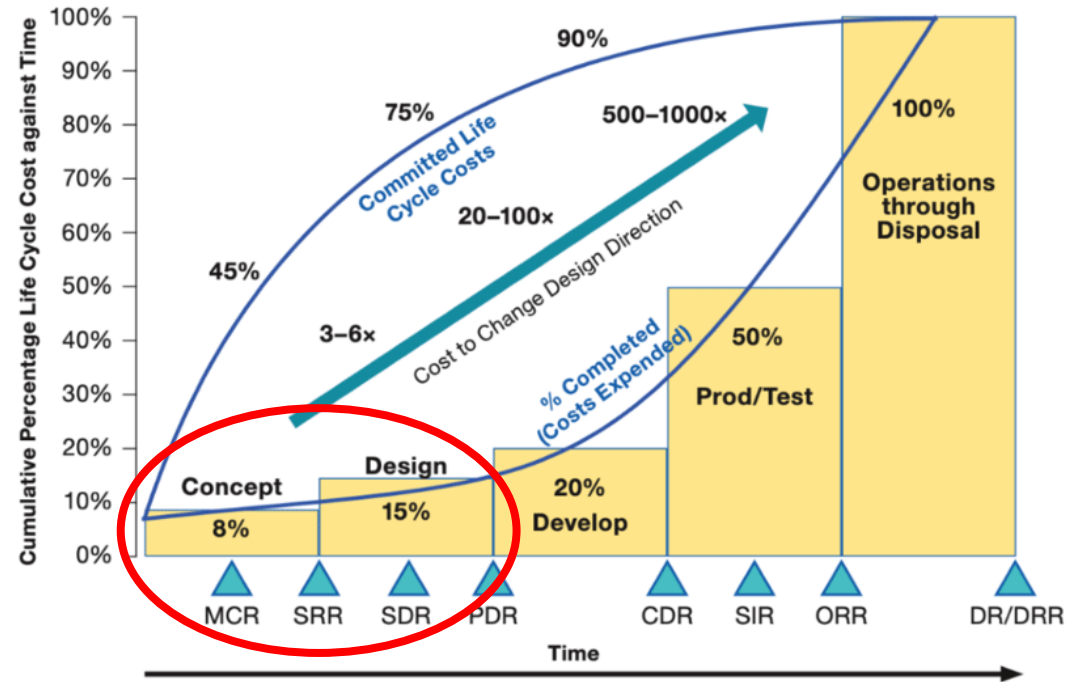 Cumulative Percentage Life Cycle Cost against Time
100%
90%
80%
70%
60%
50%
40%
30%
20%
10%
0%
45%
75%
90%
Committed Life
Cycle Costs
3–6×
20–100×
500–1000×
Cost to Change Design Direction
% Completed
(Costs Expended)
Concept
8%
Design
15%
20%
Develop
50%
Prod/Test
100%
Operations
through
Disposal
MCR
SRR
SDR
PDR
CDR
SIR
ORR
DR/DRR
Time